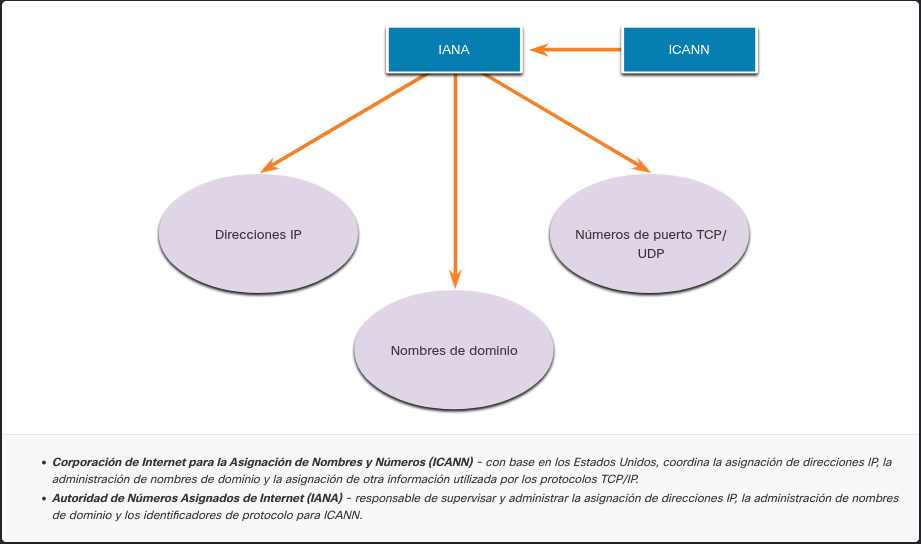 IANA
ICANN
Direcciones IP
Números de puerto TCP/
UDP
Nombres de dominio
• Corporación de Internet para la Asignación de Nombres y Números (ICANN) - con base en los Estados Unidos, coordina la asignación de direcciones IP, la
administración de nombres de dominio y la asignación de otra información utilizada por los protocolos TCP/IP.
• Autoridad de Números Asignados de Internet (IANA) - responsable de supervisar y administrar la asignación de direcciones IP, la administración de nombres
de dominio y los identificadores de protocolo para ICANN.